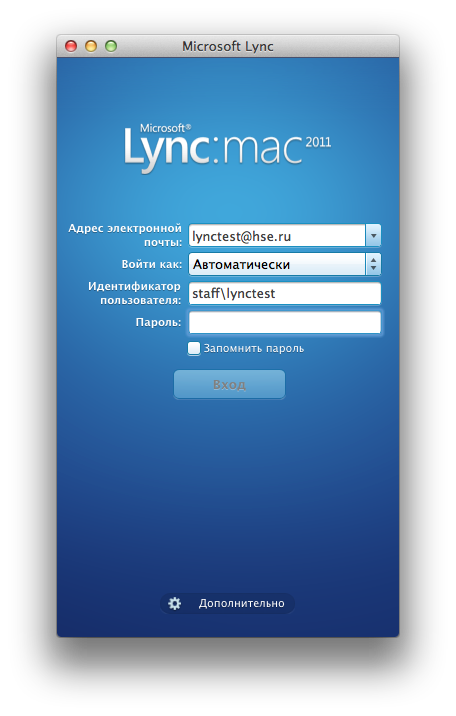 Microsoft Lync
Microsoft®
Lync:mac 2011
Адрес электронной
почты:
lynctest@hse.ru
Войти как:
Автоматически
Идентификатор
пользователя:
staff\lynctest
Пароль:
Запомнить пароль
Вход
Дополнительно